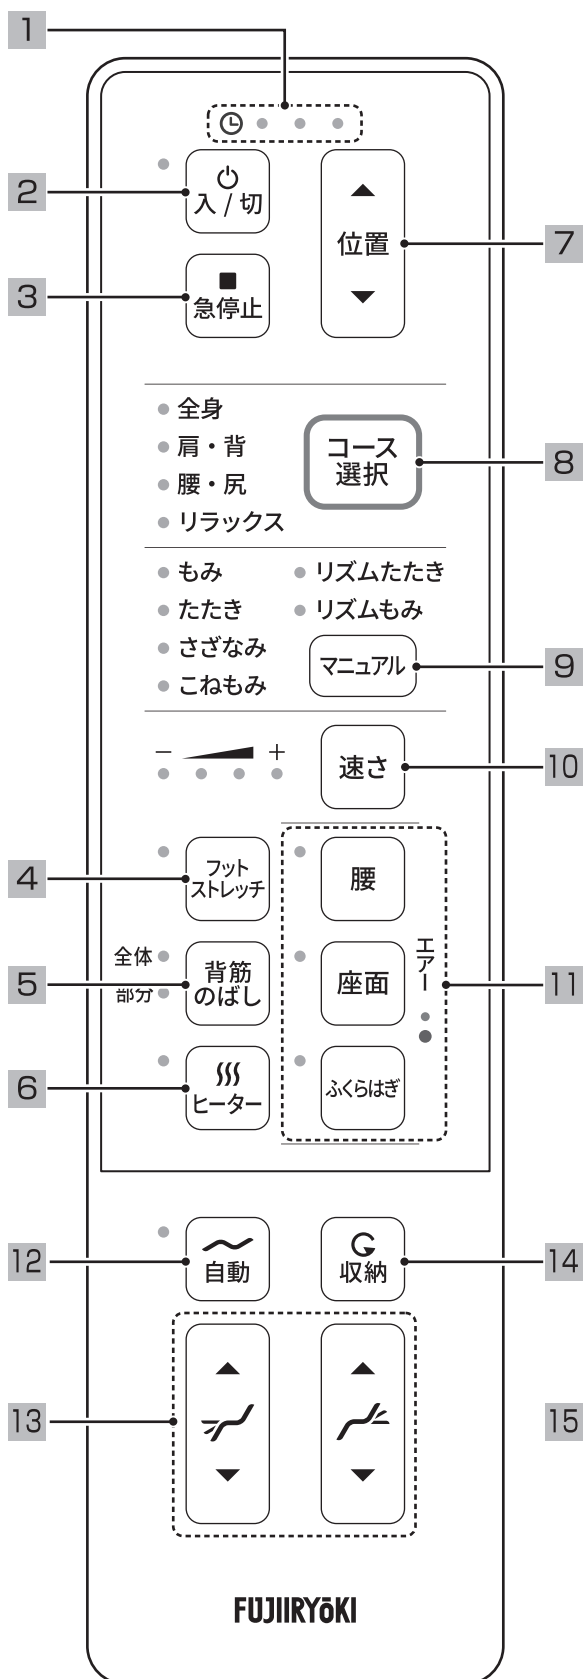 1
2
入/切
3
急停止
位置
7
全身
肩・背
腰・尻
リラックス
コース
選択
8
もみ
たたき
さざなみ
こねもみ
リズムたたき
リズムもみ
マニュアル
9
− +
速さ
10
4
フット
ストレッチ
腰
5
全体
部分
背筋
のばし
座面
エアー
11
6
ヒーター
ふくらはぎ
12
自動
収納
14
13
15
FUJIIRYōKI